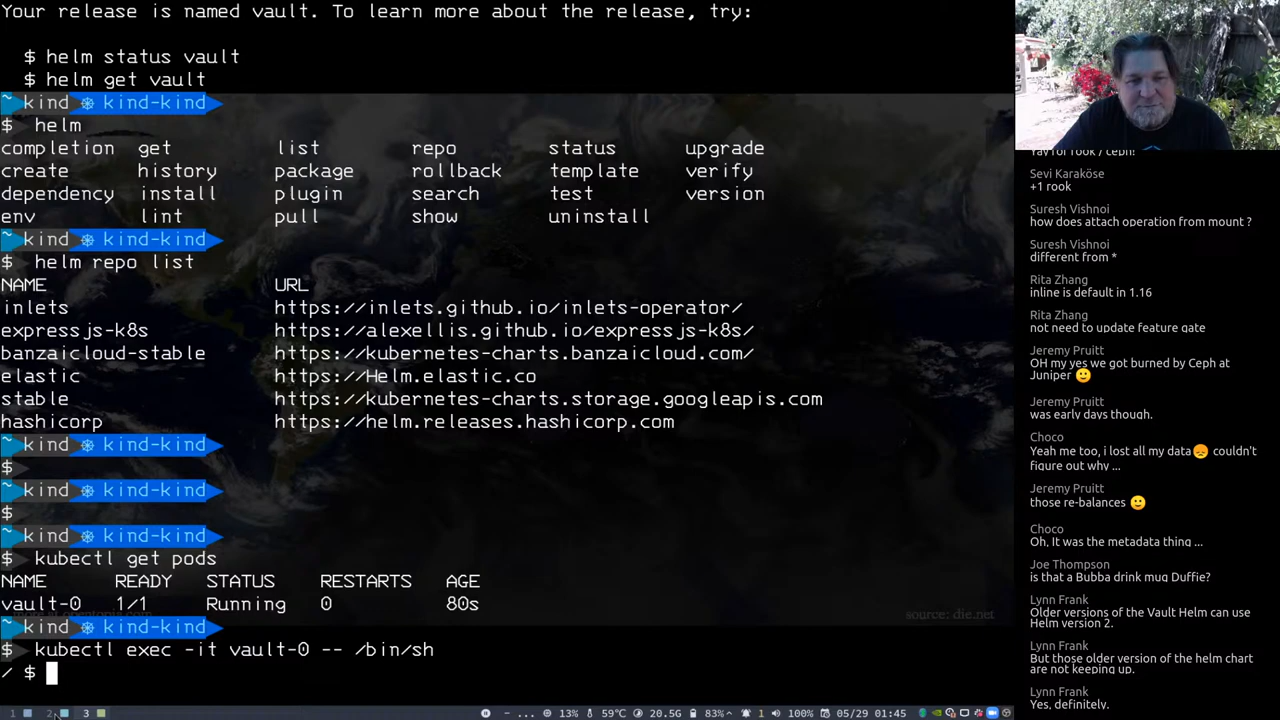 Your release is named vault. To learn more about the release, try:
$ helm status vault
$ helm get vault
~ kind ⎈ kind-kind
$ helm
completion get list repo status upgrade
create history package rollback template verify
dependency install plugin search test version
env lint pull show uninstall
~ kind ⎈ kind-kind
$ helm repo list
NAME URL
inlets https://inlets.github.io/inlets-operator/
expressjs-k8s https://alexellis.github.io/expressjs-k8s/
banzaicloud-stable https://kubernetes-charts.banzaicloud.com/
elastic https://Helm.elastic.co
stable https://kubernetes-charts.storage.googleapis.com
hashicorp https://helm.releases.hashicorp.com
~ kind ⎈ kind-kind
$
~ kind ⎈ kind-kind
$
~ kind ⎈ kind-kind
$ kubectl get pods
NAME READY STATUS RESTARTS AGE
vault-0 1/1 Running 0 80s
source: die.net
~ kind ⎈ kind-kind
$ kubectl exec -it vault-0 -- /bin/sh
/ $
1 2 3 - ... 13% 59℃ 20.5G 83% 1 100% 05/29 01:45
Yay for rook / ceph!
Sevi Karaköse
+1 rook
Suresh Vishnoi
how does attach operation from mount ?
Suresh Vishnoi
different from *
Rita Zhang
inline is default in 1.16
Rita Zhang
not need to update feature gate
Jeremy Pruitt
OH my yes we got burned by Ceph at
Juniper 🙂
Jeremy Pruitt
was early days though.
Choco
Yeah me too, i lost all my data😞 couldn't
figure out why ...
Jeremy Pruitt
those re-balances 🙂
Choco
Oh, It was the metadata thing ...
Joe Thompson
is that a Bubba drink mug Duffie?
Lynn Frank
Older versions of the Vault Helm can use
Helm version 2.
Lynn Frank
But those older version of the helm chart
are not keeping up.
Lynn Frank
Yes, definitely.